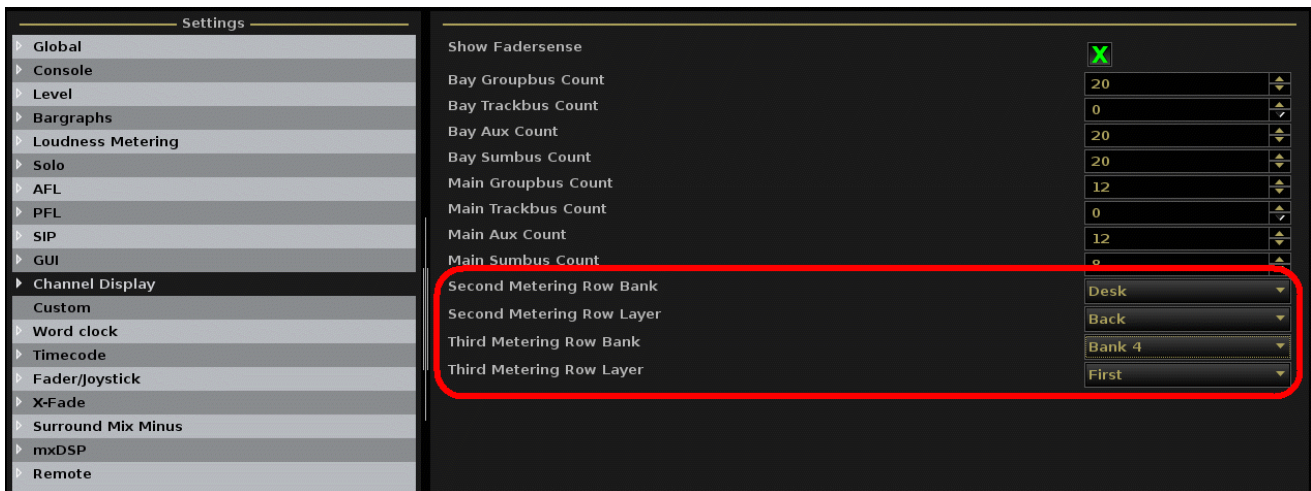 Settings
Global
Console
Level
Bargraphs
Loudness Metering
Solo
AFL
PFL
SIP
GUI
Channel Display
Custom
Word clock
Timecode
Fader/Joystick
X-Fade
Surround Mix Minus
mxDSP
Remote
Show Fadersense X
Bay Groupbus Count 20
Bay Trackbus Count 0
Bay Aux Count 20
Bay Sumbus Count 20
Main Groupbus Count 12
Main Trackbus Count 0
Main Aux Count 12
Main Sumbus Count
Second Metering Row Bank Desk
Second Metering Row Layer Back
Third Metering Row Bank Bank 4
Third Metering Row Layer First